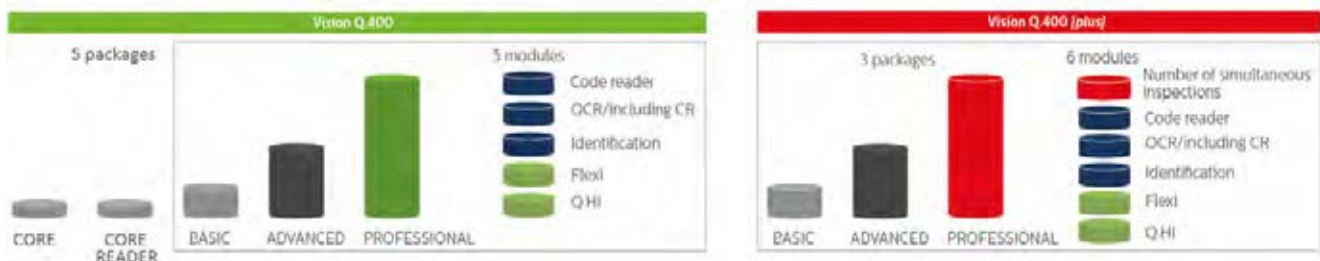 Vision Q.400
5 packages
5 modules
Code reader
OCR/including CR
Identification
Flexi
Q HI
CORE
CORE
READER
BASIC
ADVANCED
PROFESSIONAL
Vision Q.400 [plus]
3 packages
6 modules
Number of simultaneous
inspections
Code reader
OCR/including CR
Identification
Flexi
Q HI
BASIC
ADVANCED
PROFESSIONAL